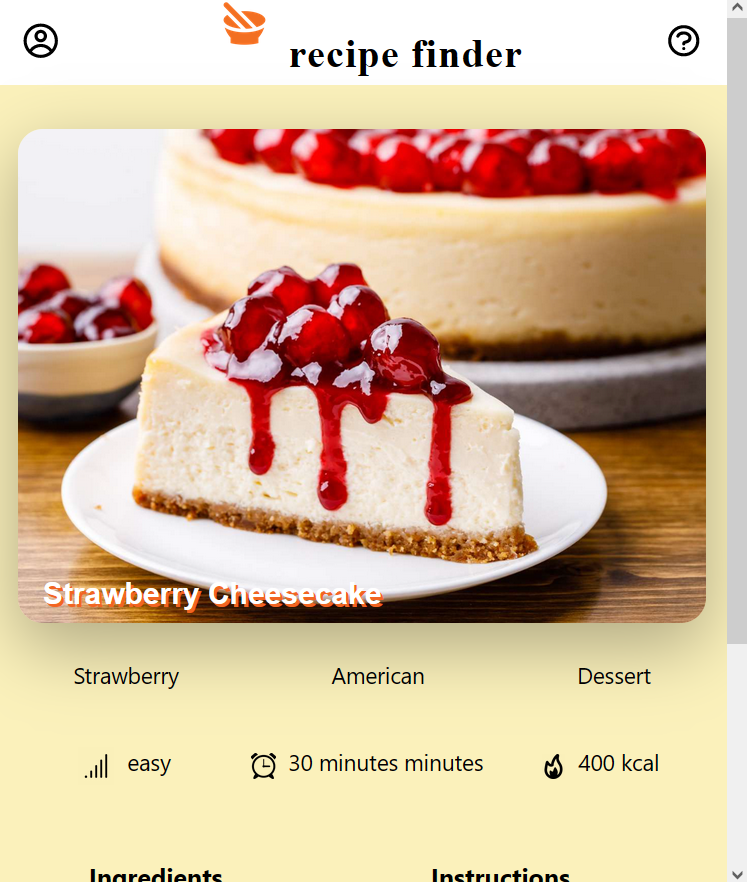 recipe finder
Strawberry Cheesecake
Strawberry American Dessert
easy 30 minutes minutes 400 kcal
Ingredients Instructions